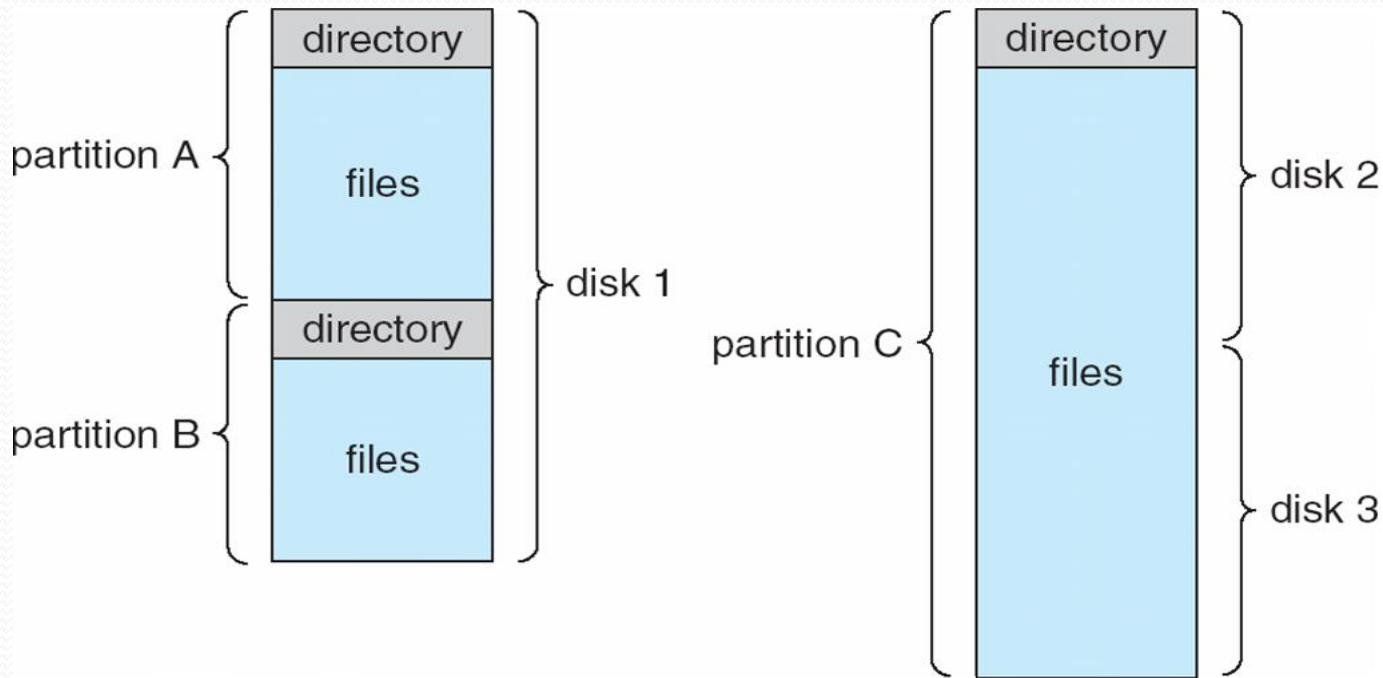 directory
partition A
files
disk 1
directory
partition B
files
directory
disk 2
partition C
files
disk 3